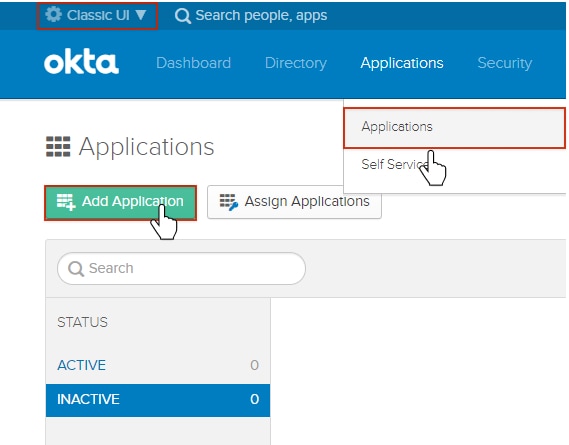 Classic UI ▼ Search people, apps
okta Dashboard Directory Applications Security
Applications
Self Service
Applications
Add Application Assign Applications
Search
STATUS
ACTIVE 0
INACTIVE 0